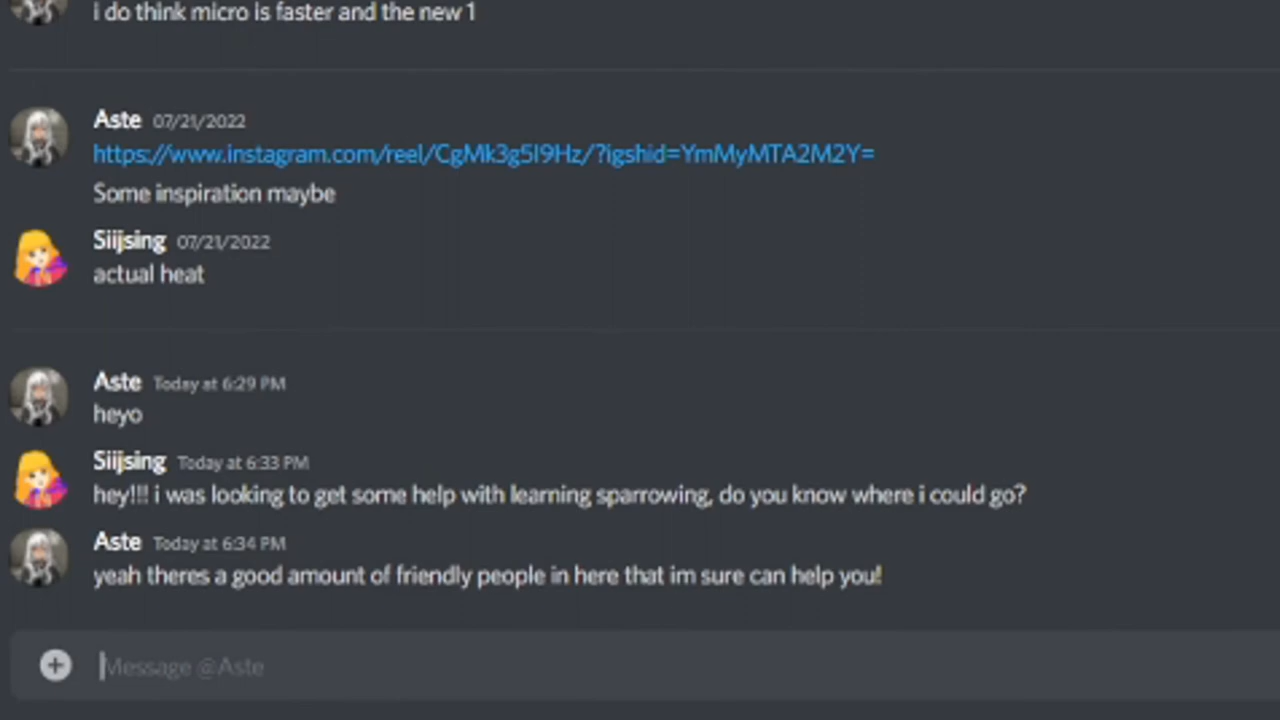 i do think micro is faster and the new 1
Aste 07/21/2022
https://www.instagram.com/reel/CgMk3g5I9Hz/?igshid=YmMyMTA2M2Y=
Some inspiration maybe
Siijsing 07/21/2022
actual heat
Aste Today at 6:29 PM
heyo
Siijsing Today at 6:33 PM
hey!!! i was looking to get some help with learning sparrowing, do you know where i could go?
Aste Today at 6:34 PM
yeah theres a good amount of friendly people in here that im sure can help you!
Message @Aste